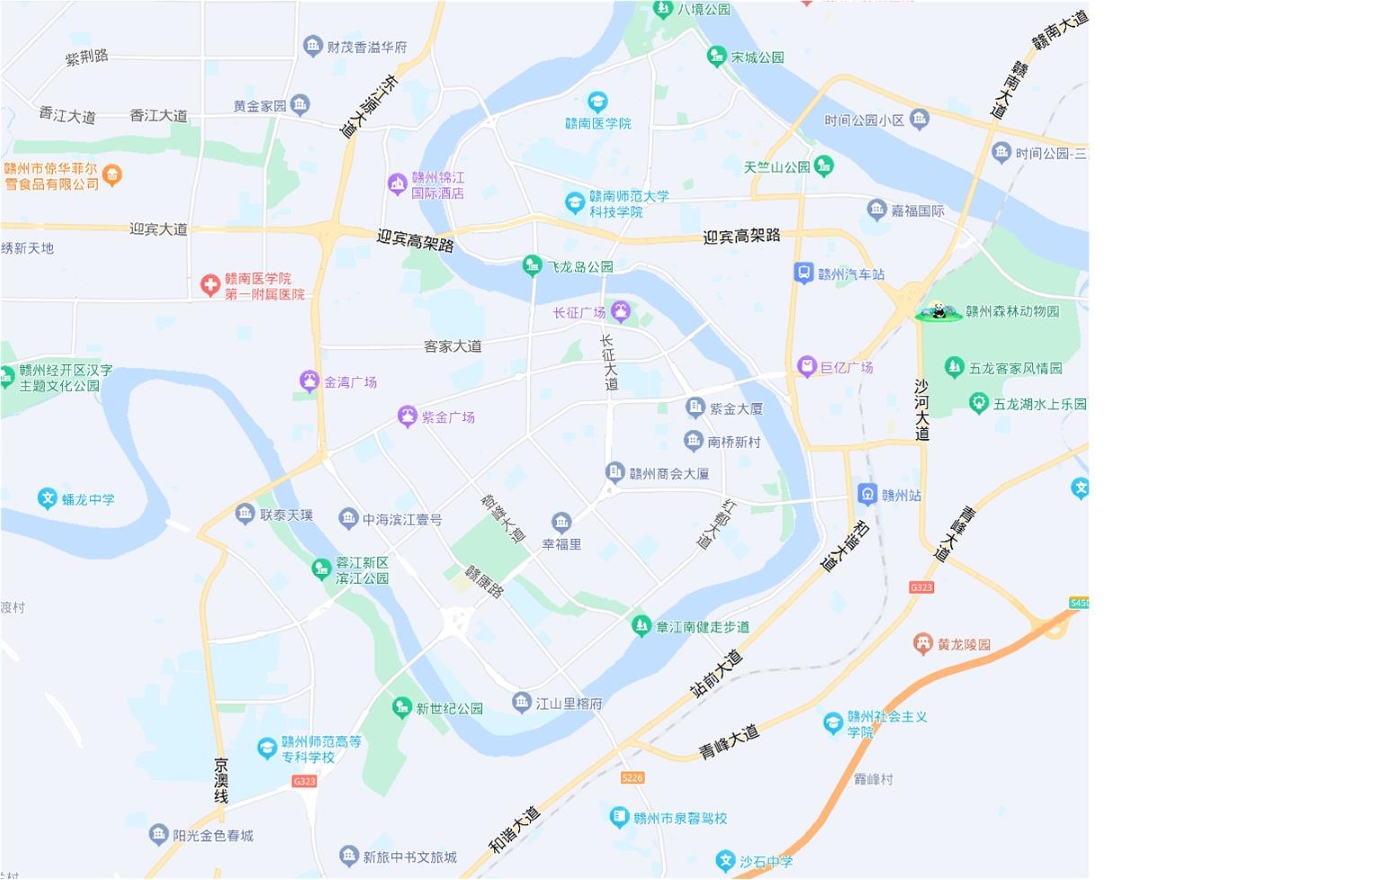 八境公园
宋城公园
财茂香溢华府
紫荆路
香江大道
香江大道
黄金家园
东江源大道
赣南大道
赣南大道
赣南医学院
时间公园小区
时间公园-三
赣州市倞华菲尔
雪食品有限公司
赣州锦江
国际酒店
天竺山公园
赣南师范大学
科技学院
嘉福国际
迎宾大道
迎宾高架路
迎宾高架路
绣新天地
飞龙岛公园
赣州汽车站
赣南医学院
第一附属医院
长征广场
赣州森林动物园
客家大道
长征大道
巨亿广场
五龙客家风情园
赣州经开区汉字
主题文化公园
金湾广场
沙河大道
五龙湖水上乐园
紫金广场
紫金大厦
南桥新村
赣州商会大厦
蟠龙中学
赣州站
联泰天璞
中海滨江壹号
登峰大道
红都大道
和谐大道
青峰大道
幸福里
蓉江新区
滨江公园
赣康路
G323
S450
渡村
章江南健走步道
黄龙陵园
站前大道
新世纪公园
江山里榕府
赣州社会主义
学院
青峰大道
赣州师范高等
专科学校
京澳线
G323
S226
霾峰村
赣州市泉馨驾校
和谐大道
阳光金色春城
新旅中书文旅城
沙石中学